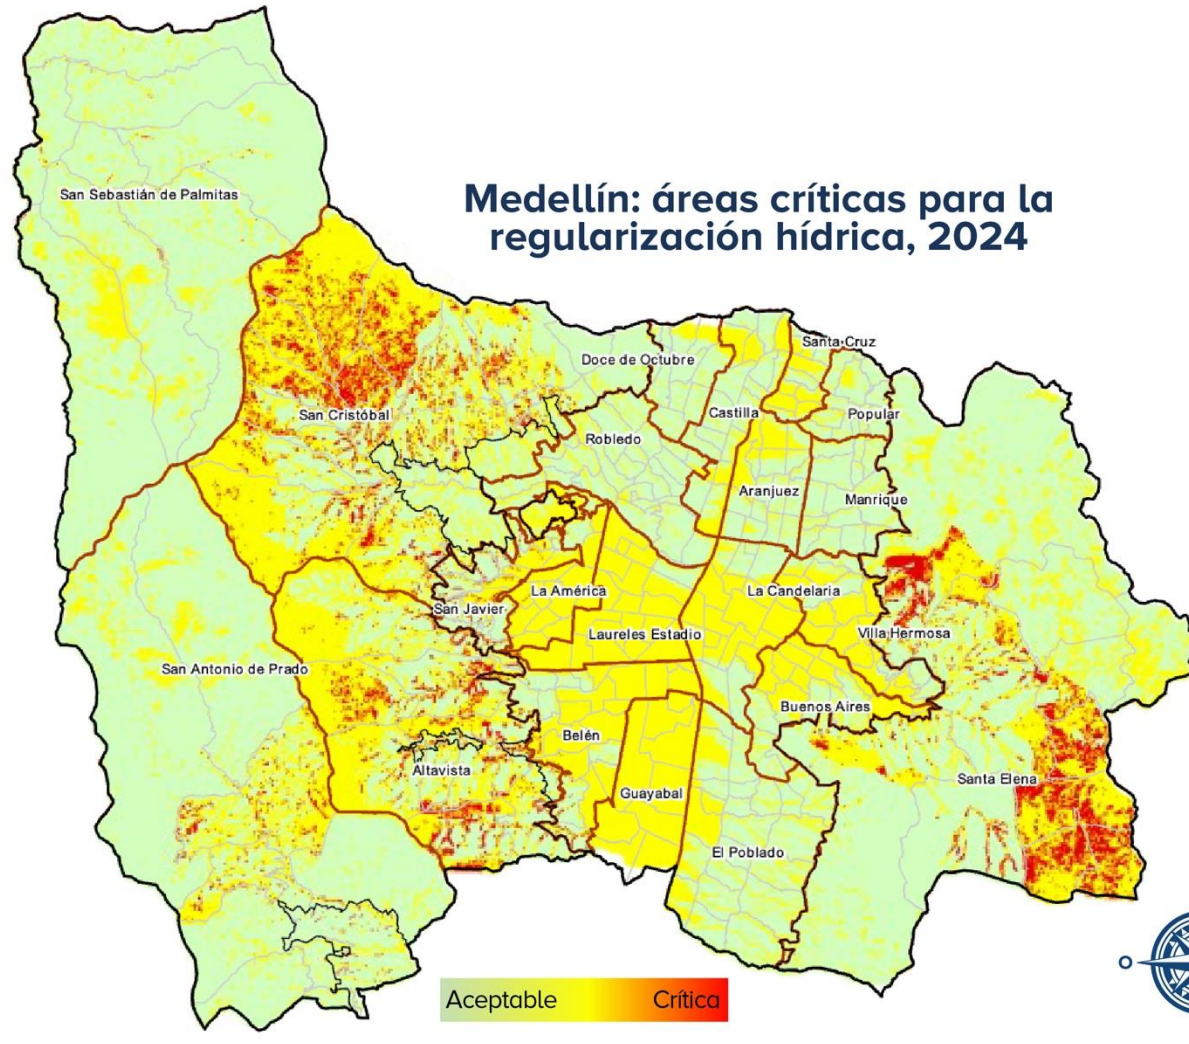 San Sebastián de Palmitas
Medellín: áreas críticas para la
regularización hídrica, 2024
Santa Cruz
Doce de Octubre
San Cristóbal
Castilla
Popular
Robledo
Aranjuez
Manrique
La América
La Candelaria
San Javier
Laureles Estadio
Villa Hermosa
San Antonio de Prado
Buenos Aires
Belén
Altavista
Santa Elena
Guayabal
El Poblado
O
Aceptable
Crítica